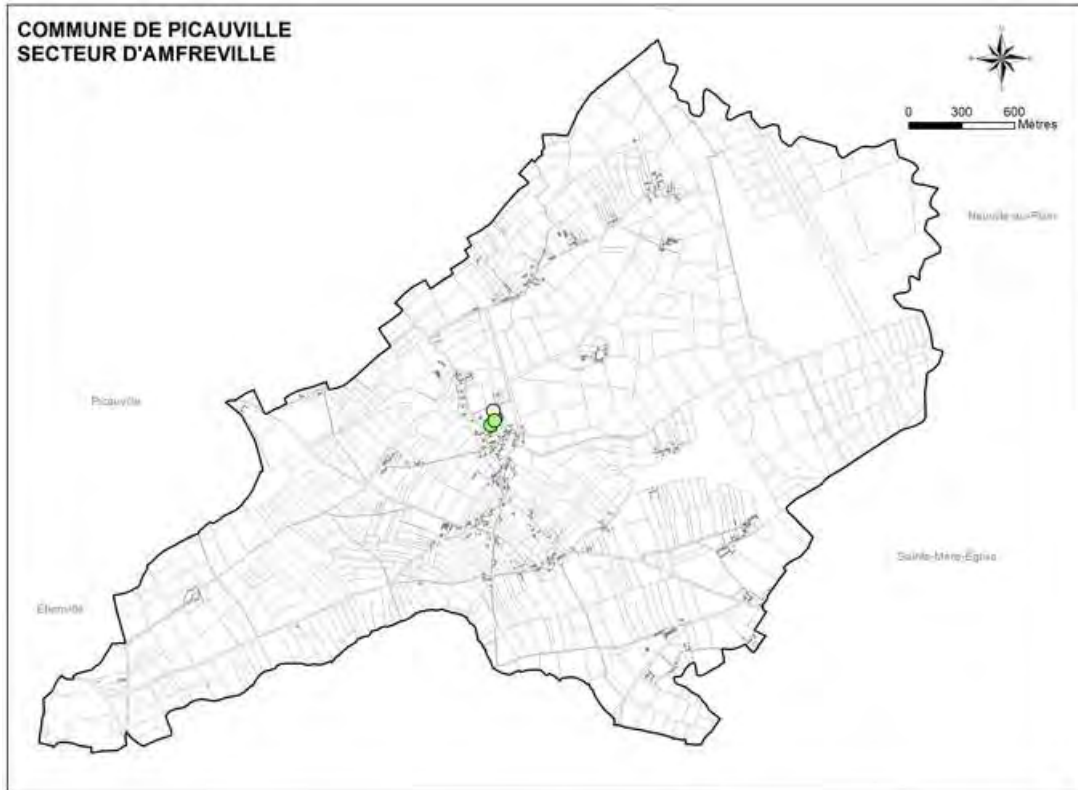 COMMUNE DE PICAUVILLE
SECTEUR D'AMFREVILLE
0 300 600
Mètres
Neuville-au-Plain
Picauville
Sainte-Mère-Église
Étienville